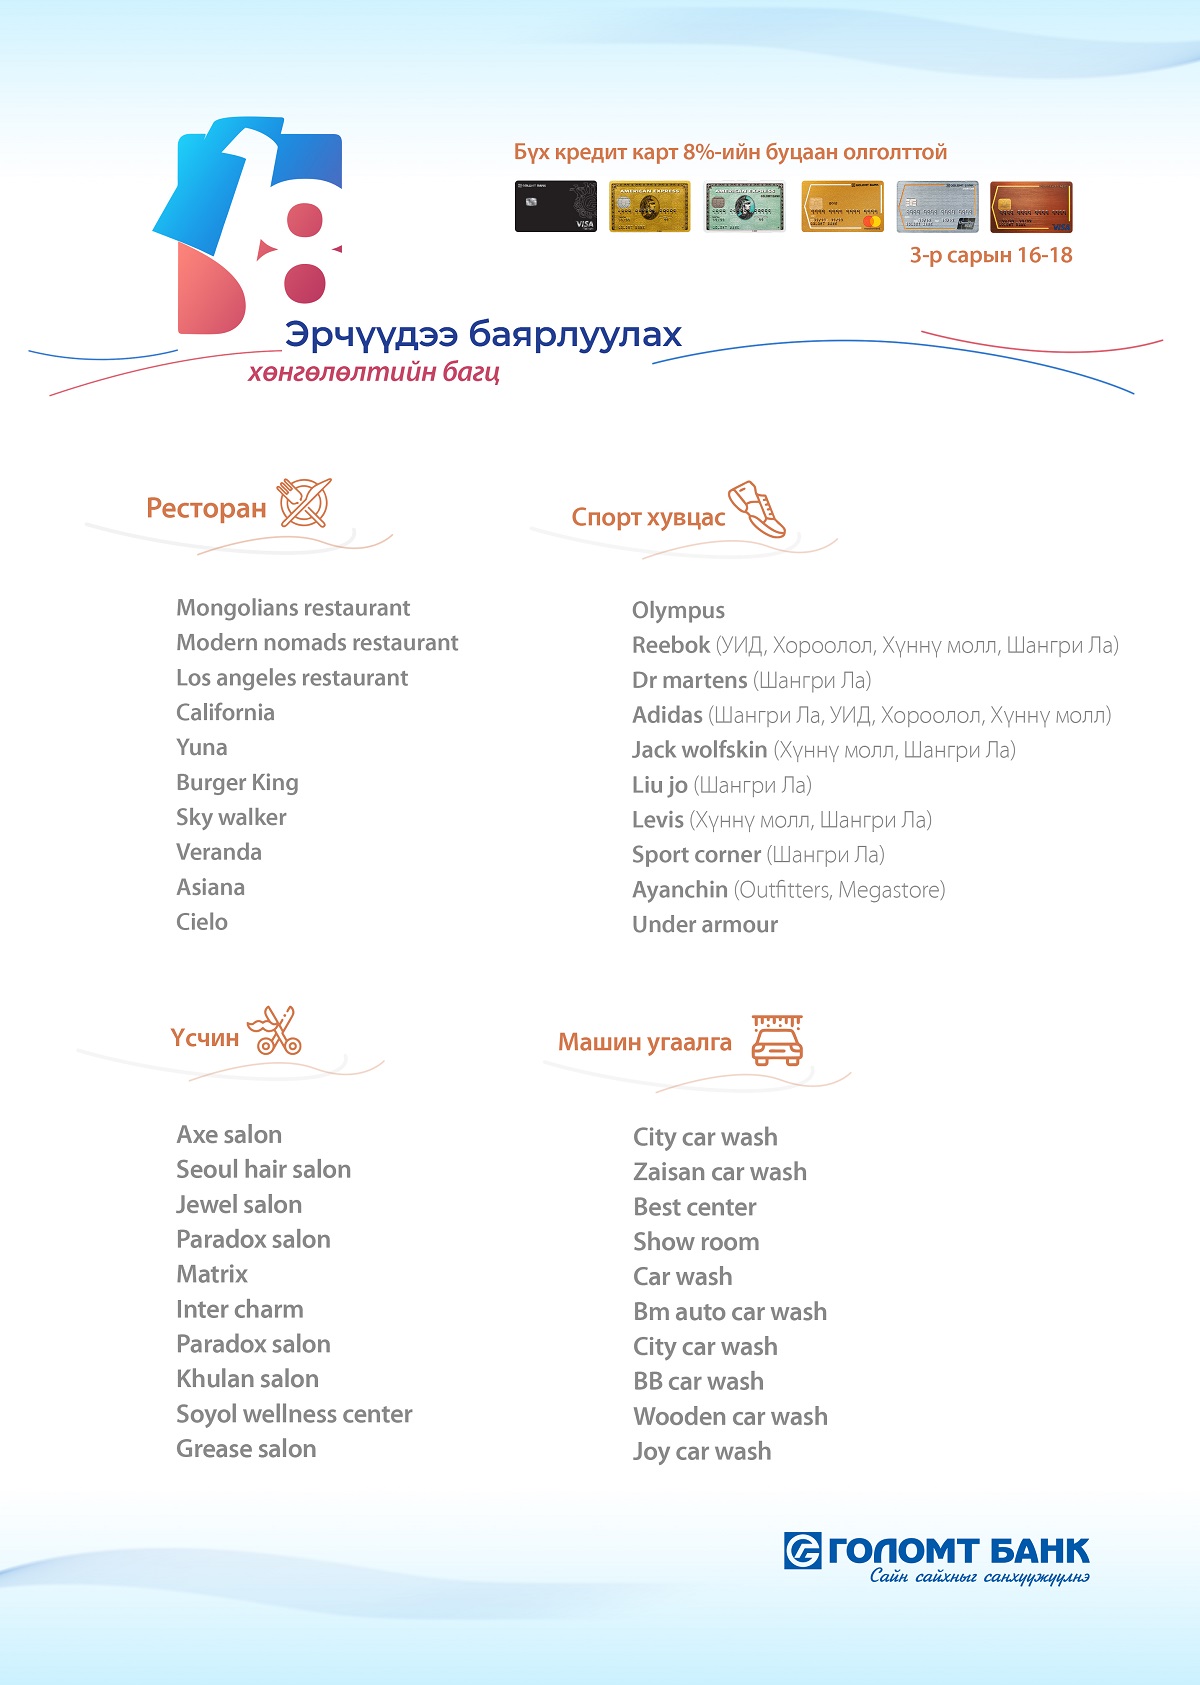 Бүх кредит карт 8%-ийн буцаан олголттой
ГОЛОМТ БАНК
VISA
AMERICAN EXPRESS
AMERICAN EXPRESS
3-р сарын 16-18
Эрчүүдээ баярлуулах
хөнгөлөлтийн багц
Ресторан
Mongolians restaurant
Modern nomads restaurant
Los angeles restaurant
California
Yuna
Burger King
Sky walker
Veranda
Asiana
Cielo
Спорт хувцас
Olympus
Reebok (УИД, Хороолол, Хүннү молл, Шангри Ла)
Dr martens (Шангри Ла)
Adidas (Шангри Ла, УИД, Хороолол, Хүннү молл)
Jack wolfskin (Хүннү молл, Шангри Ла)
Liu jo (Шангри Ла)
Levis (Хүннү молл, Шангри Ла)
Sport corner (Шангри Ла)
Ayanchin (Outfitters, Megastore)
Under armour
Үсчин
Axe salon
Seoul hair salon
Jewel salon
Paradox salon
Matrix
Inter charm
Paradox salon
Khulan salon
Soyol wellness center
Grease salon
Машин угаалга
City car wash
Zaisan car wash
Best center
Show room
Car wash
Bm auto car wash
City car wash
BB car wash
Wooden car wash
Joy car wash
ГОЛОМТ БАНК
Сайн сайхныг санхүүжүүлнэ